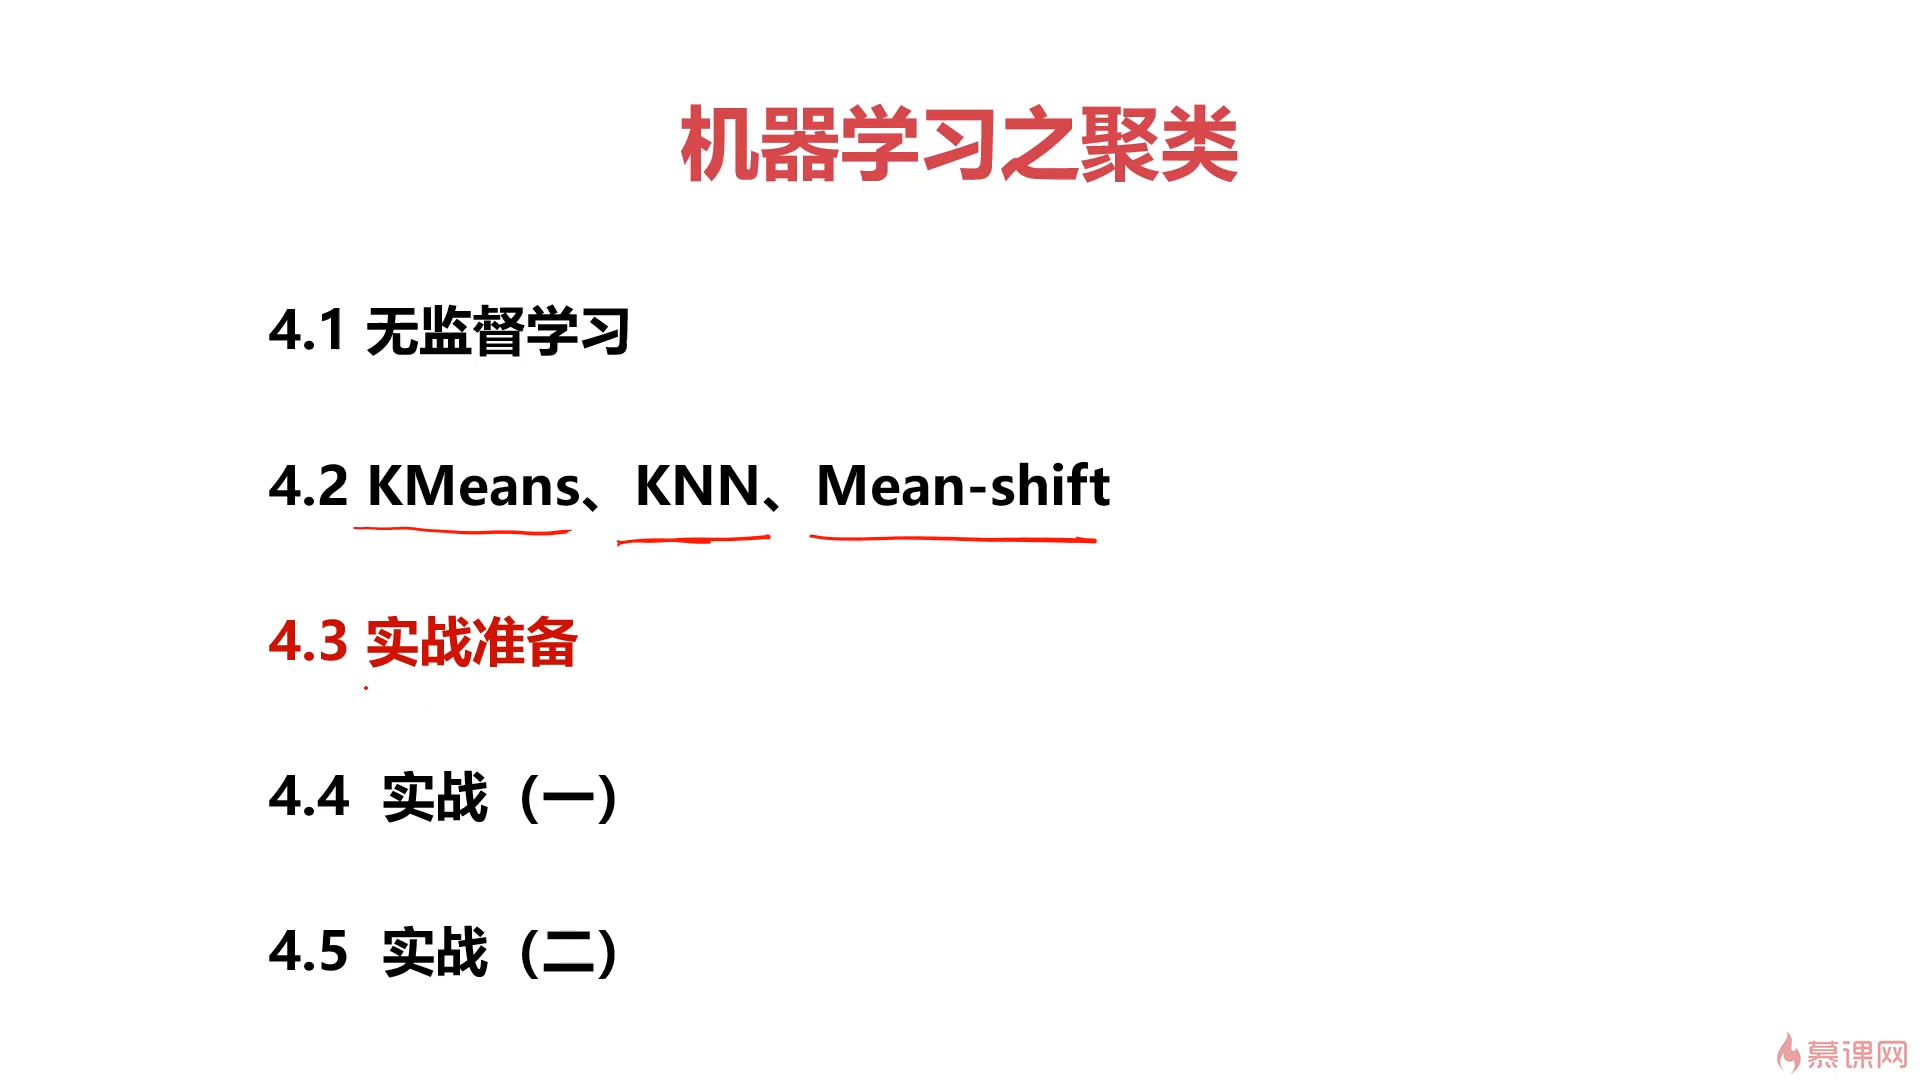 机器学习之聚类
4.1 无监督学习
4.2 KMeans、KNN、Mean-shift
4.3 实战准备
4.4 实战（一）
4.5 实战（二）
慕课网